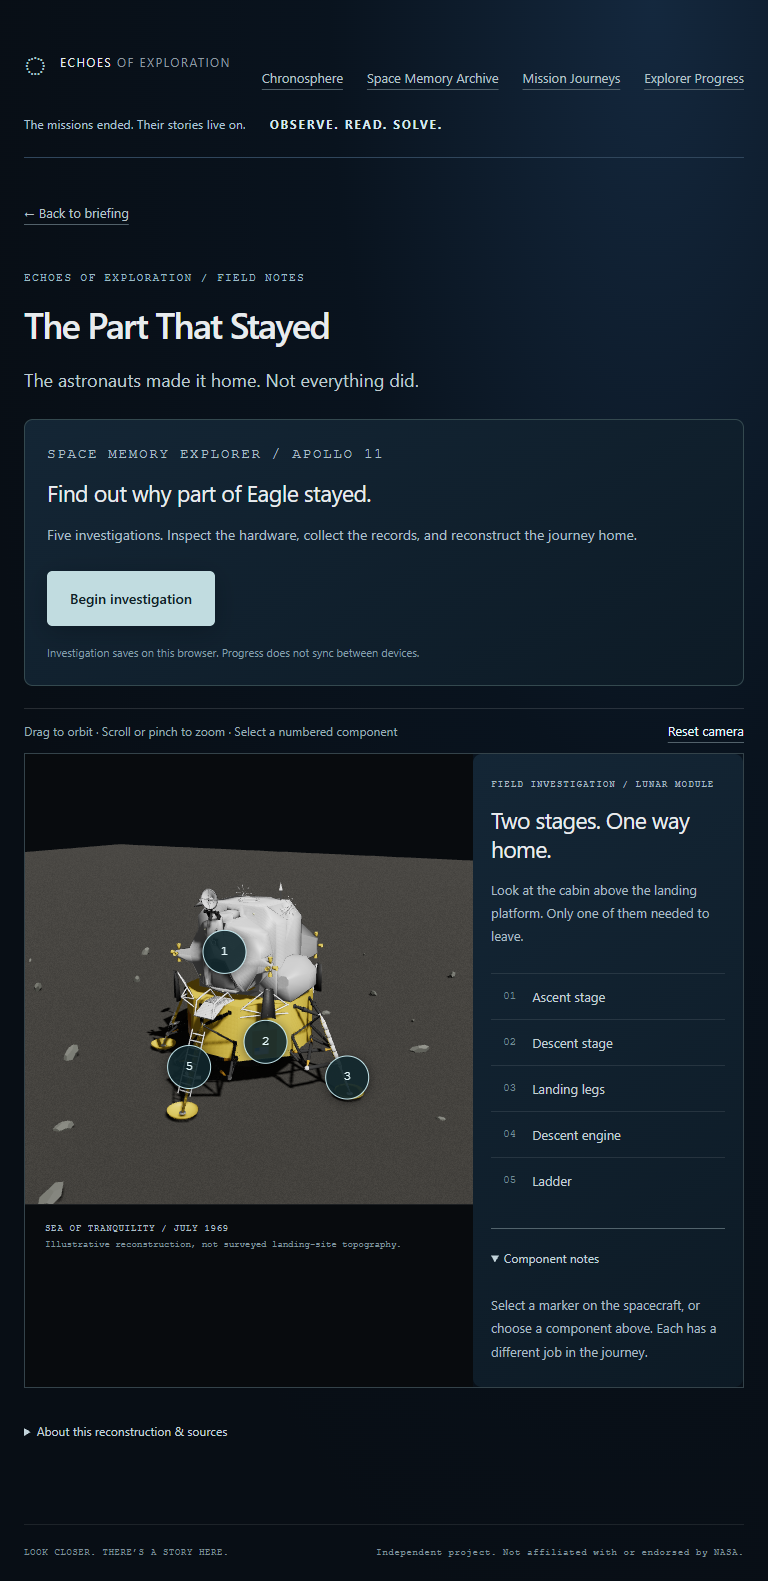 ECHOES OF EXPLORATION
Chronosphere
Space Memory Archive
Mission Journeys
Explorer Progress
The missions ended. Their stories live on.
OBSERVE. READ. SOLVE.
← Back to briefing
ECHOES OF EXPLORATION / FIELD NOTES
The Part That Stayed
The astronauts made it home. Not everything did.
SPACE MEMORY EXPLORER / APOLLO 11
Find out why part of Eagle stayed.
Five investigations. Inspect the hardware, collect the records, and reconstruct the journey home.
Begin investigation
Investigation saves on this browser. Progress does not sync between devices.
Drag to orbit · Scroll or pinch to zoom · Select a numbered component
Reset camera
1
2
5
3
SEA OF TRANQUILITY / JULY 1969
Illustrative reconstruction, not surveyed landing-site topography.
FIELD INVESTIGATION / LUNAR MODULE
Two stages. One way
home.
Look at the cabin above the landing
platform. Only one of them needed to
leave.
01 Ascent stage
02 Descent stage
03 Landing legs
04 Descent engine
05 Ladder
▼ Component notes
Select a marker on the spacecraft, or
choose a component above. Each has a
different job in the journey.
▶ About this reconstruction & sources
LOOK CLOSER. THERE'S A STORY HERE.
Independent project. Not affiliated with or endorsed by NASA.